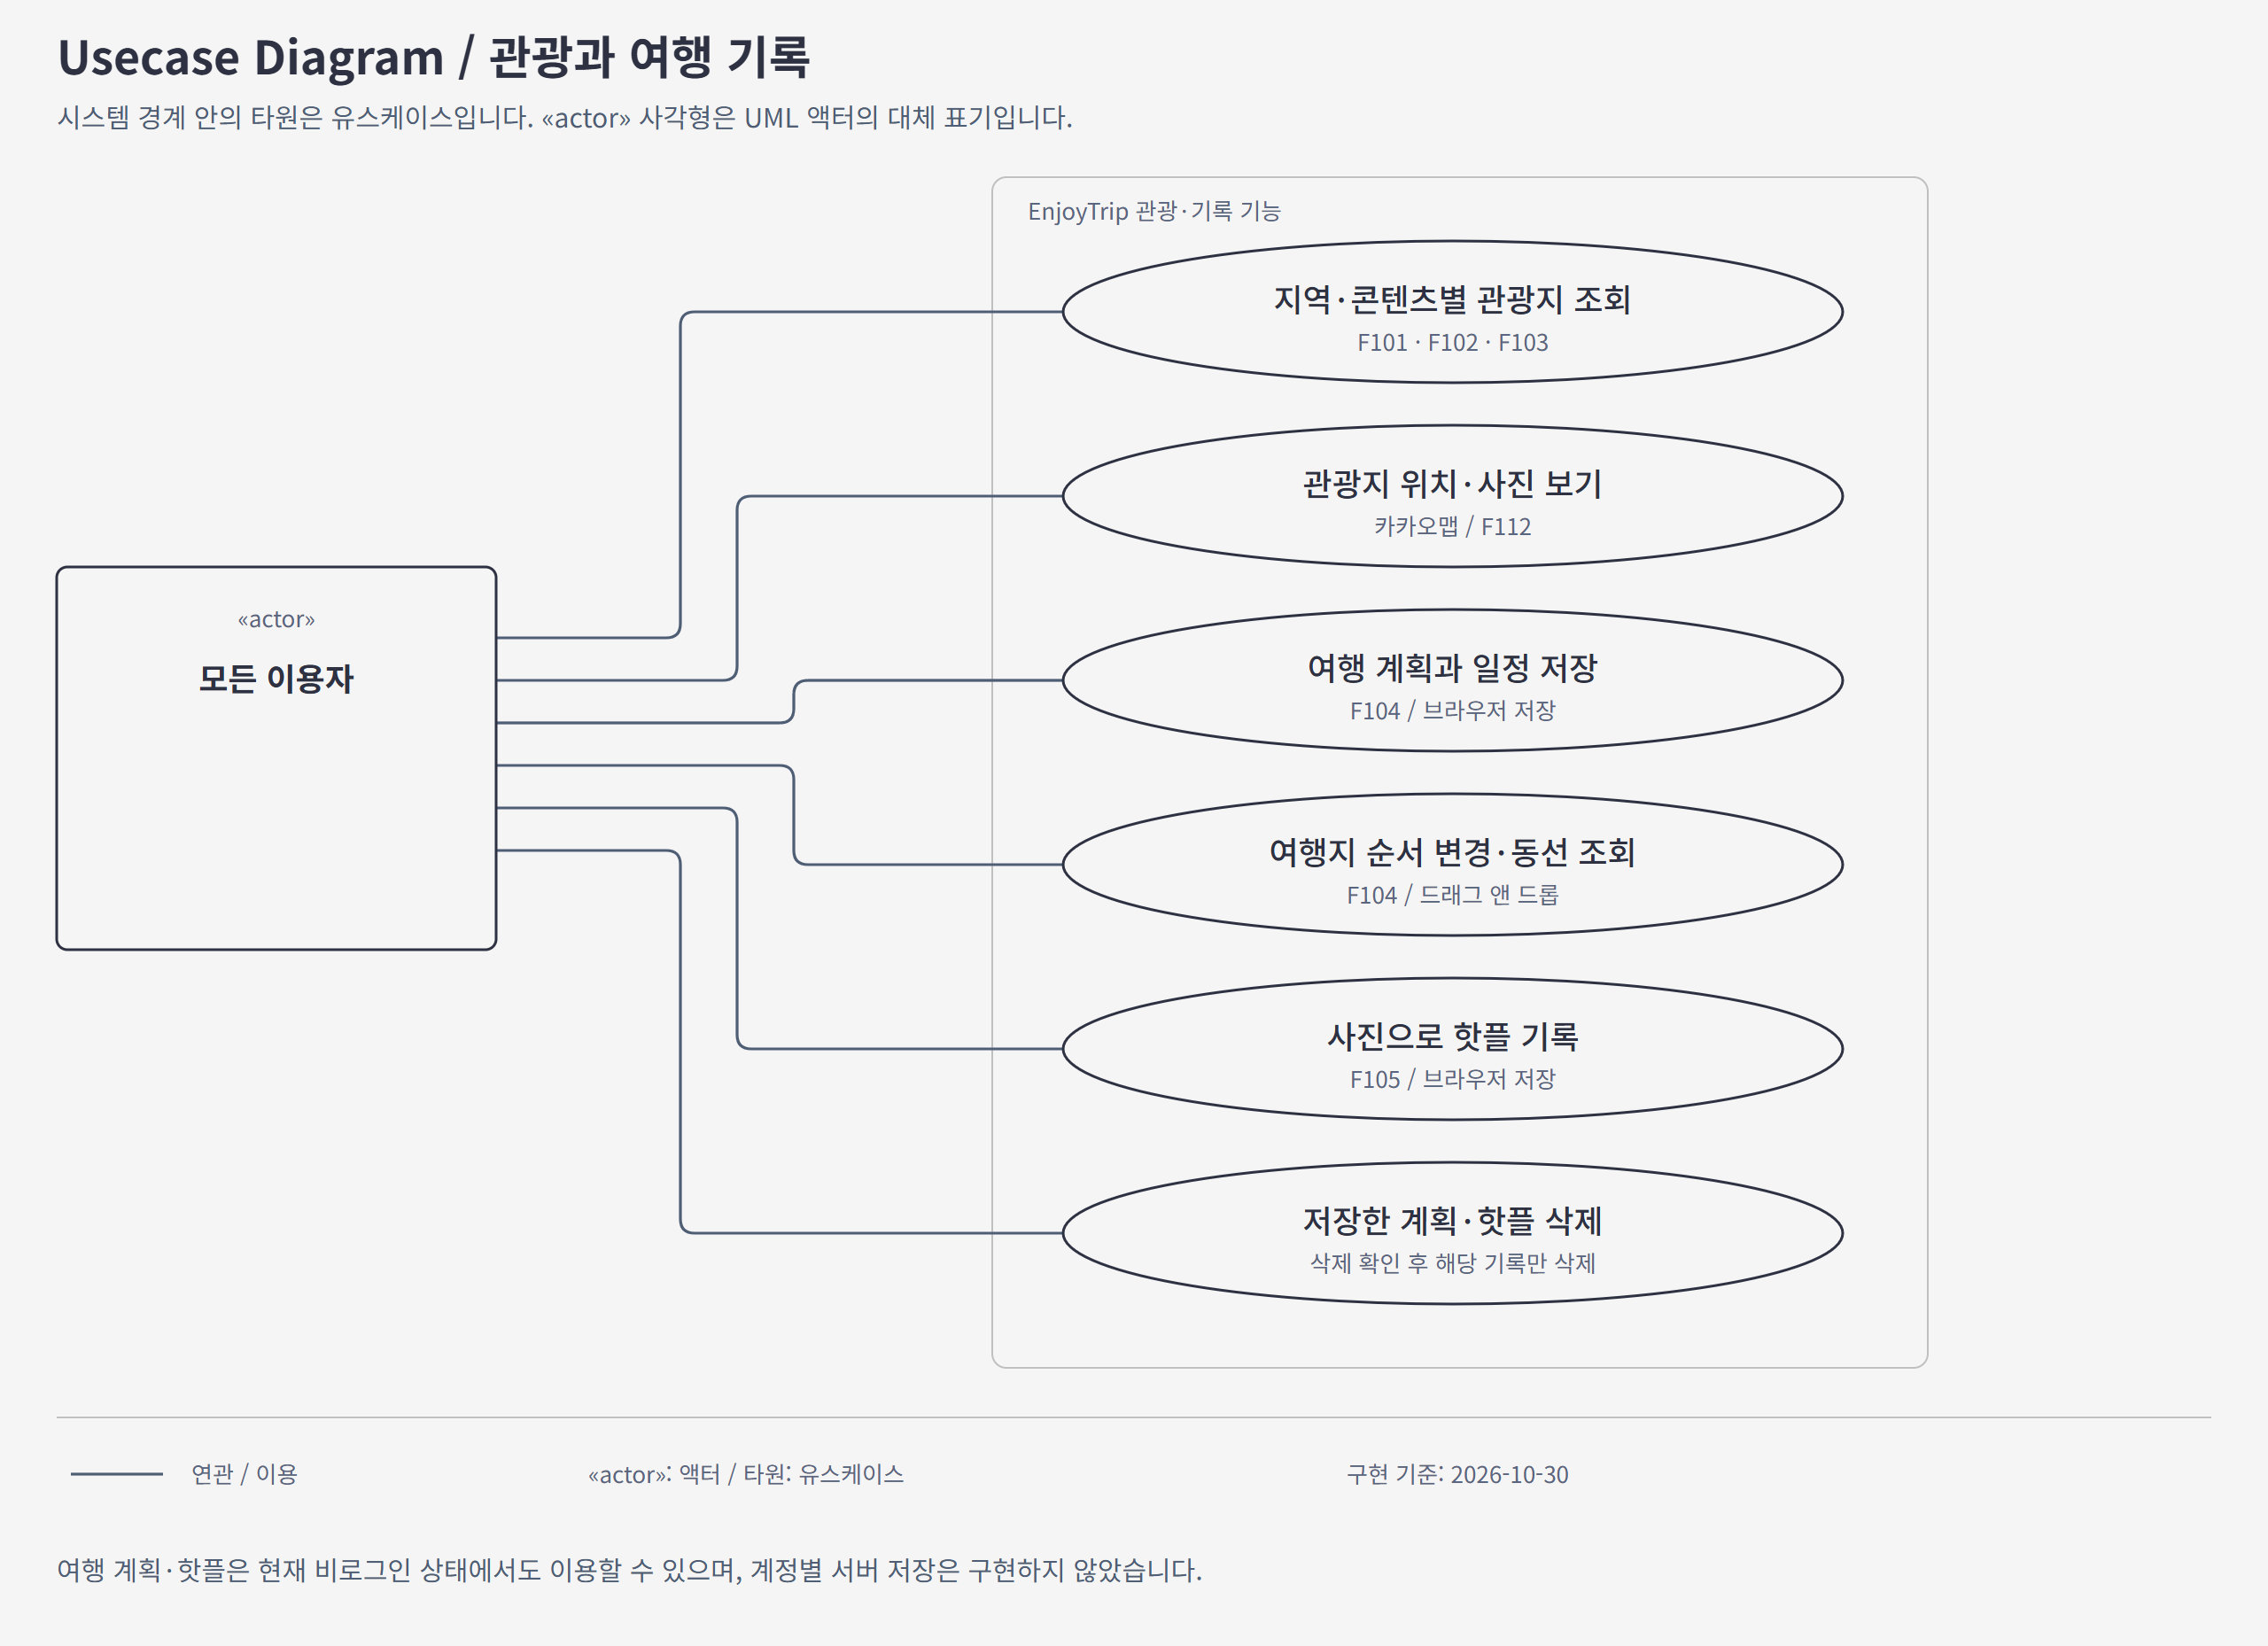 Usecase Diagram / 관광과 여행 기록
시스템 경계 안의 타원은 유스케이스입니다. «actor» 사각형은 UML 액터의 대체 표기입니다.
EnjoyTrip 관광·기록 기능
지역·콘텐츠별 관광지 조회
F101 · F102 · F103
관광지 위치·사진 보기
카카오맵 / F112
«actor»
모든 이용자
여행 계획과 일정 저장
F104 / 브라우저 저장
여행지 순서 변경·동선 조회
F104 / 드래그 앤 드롭
사진으로 핫플 기록
F105 / 브라우저 저장
저장한 계획·핫플 삭제
삭제 확인 후 해당 기록만 삭제
연관 / 이용
«actor»: 액터 / 타원: 유스케이스
구현 기준: 2026-10-30
여행 계획·핫플은 현재 비로그인 상태에서도 이용할 수 있으며, 계정별 서버 저장은 구현하지 않았습니다.